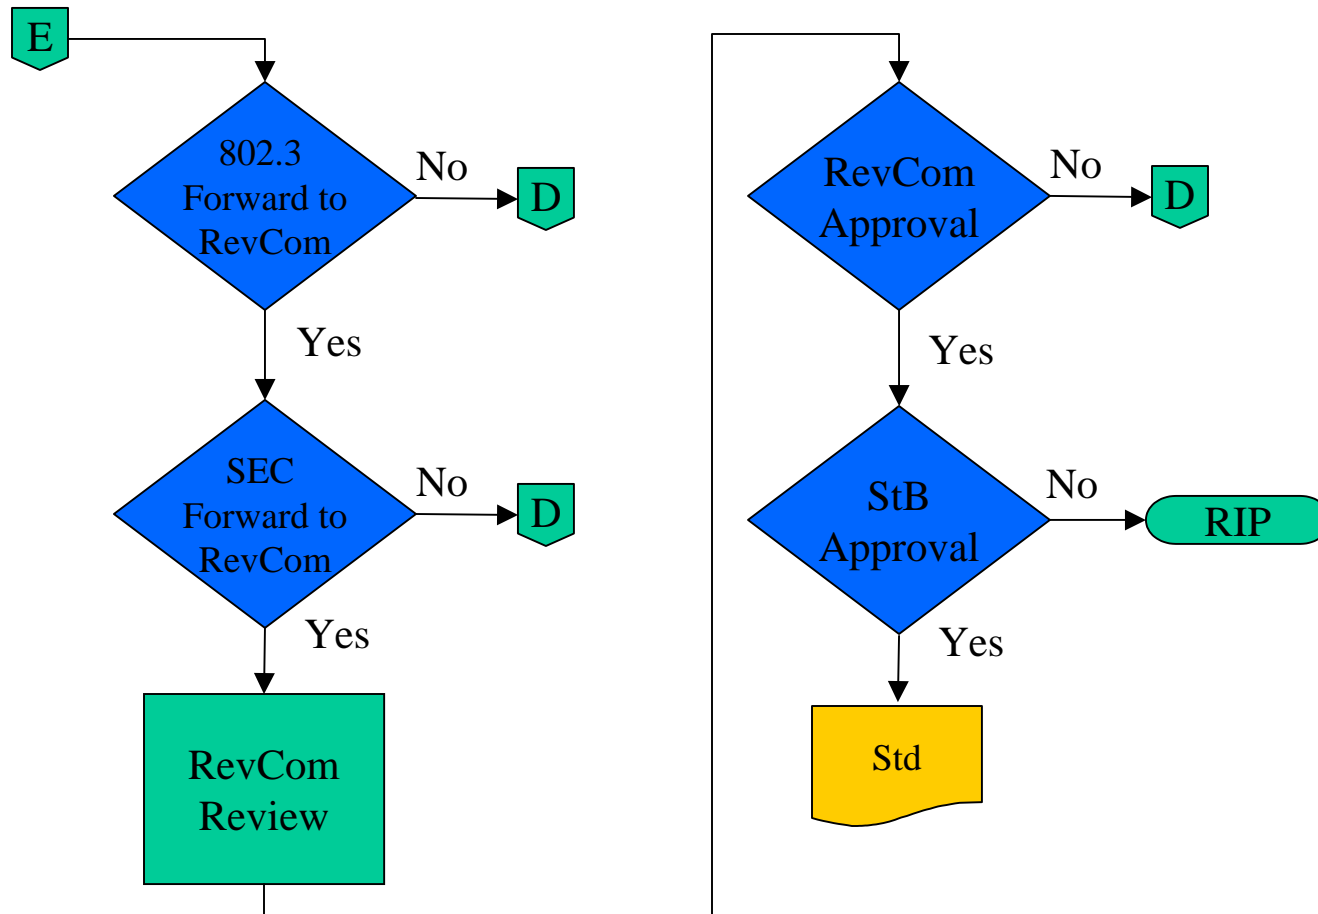 E
802.3
Forward to
RevCom
No
D
Yes
SEC
Forward to
RevCom
No
D
Yes
RevCom
Review
RevCom
Approval
No
D
Yes
StB
Approval
No
RIP
Yes
Std